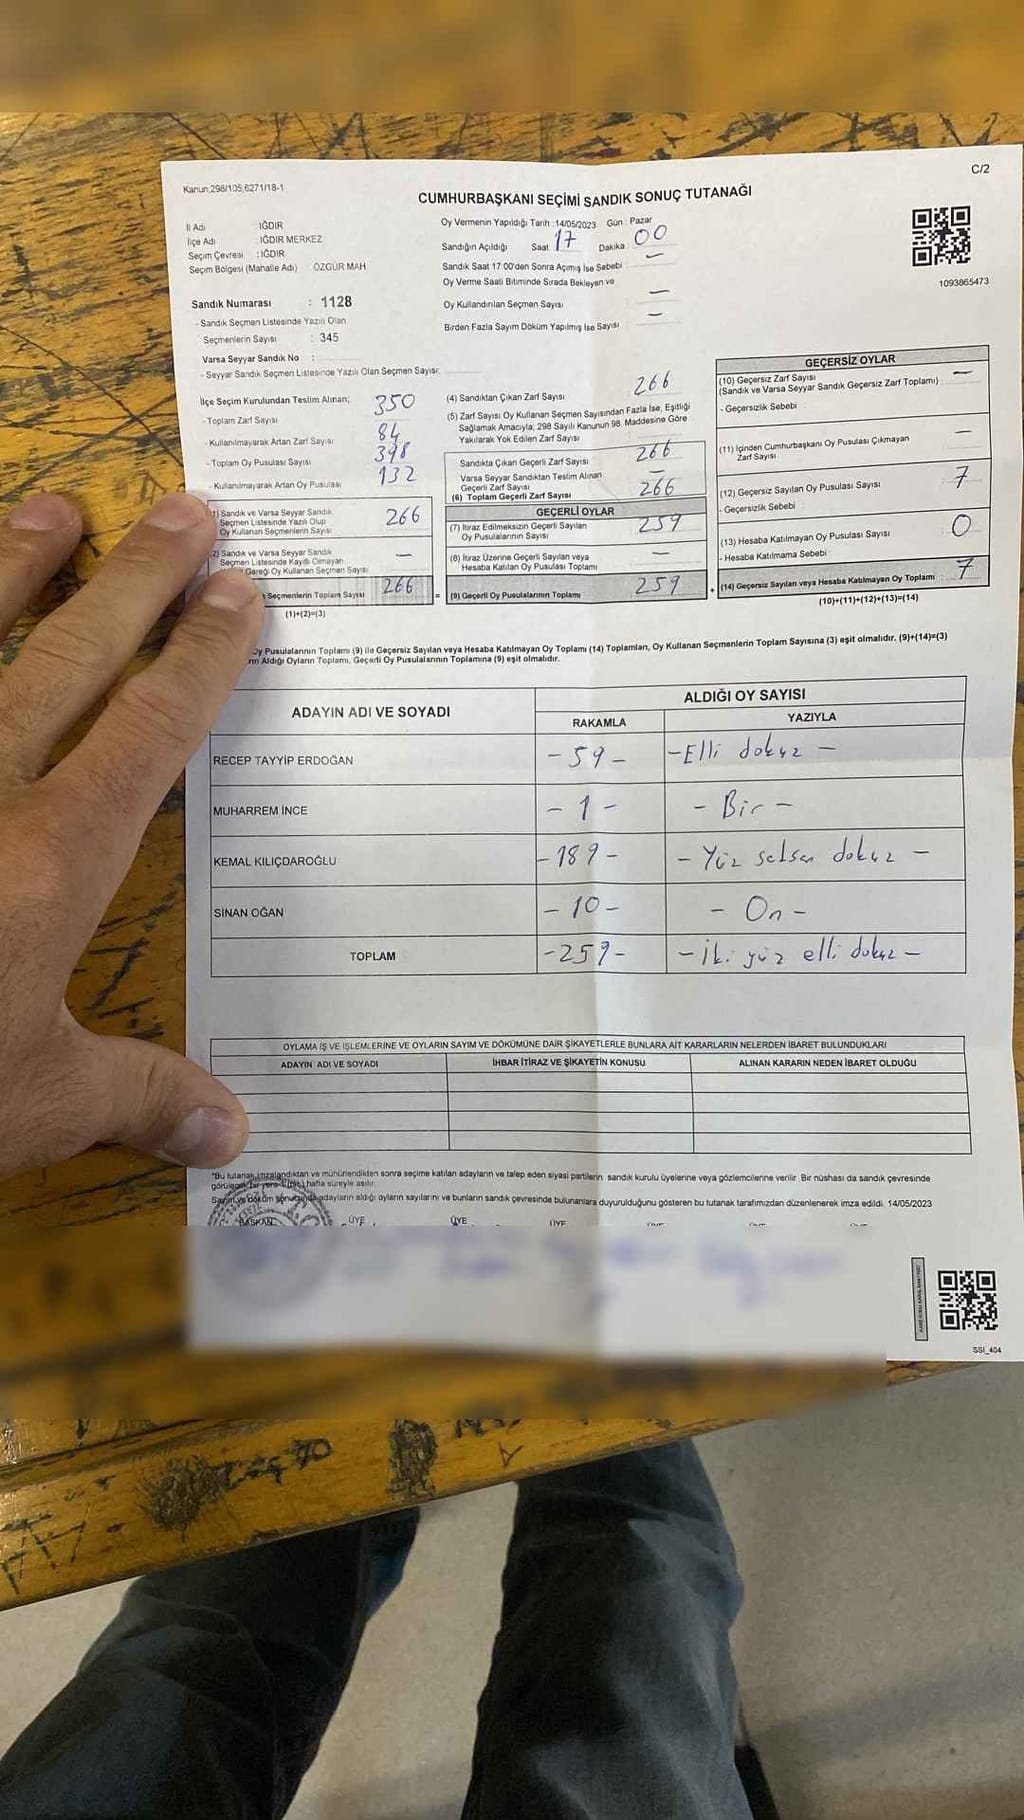 C/2
Kanun,298/105,6271/18-1
CUMHURBAŞKANI SEÇİMİ SANDIK SONUÇ TUTANAĞI
İl Adı : IĞDIR
İlçe Adı : IĞDIR MERKEZ
Seçim Çevresi : IĞDIR
Seçim Bölgesi (Mahalle Adı) ÖZGÜR MAH
Sandık Numarası : 1128
- Sandık Seçmen Listesinde Yazılı Olan
Seçmenlerin Sayısı : 345
Varsa Seyyar Sandık No :
- Seyyar Sandık Seçmen Listesinde Yazılı Olan Seçmen Sayısı:
Oy Vermenin Yapıldığı Tarih :14/05/2023 Gün : Pazar
Sandığın Açıldığı Saat 17 Dakika : 00
Sandık Saat 17:00'den Sonra Açımış İse Sebebi : —
Oy Verme Saati Bitiminde Sırada Bekleyen ve
Oy Kullandırılan Seçmen Sayısı —
Birden Fazla Sayım Döküm Yapılmış İse Sayısı —
1093865473
İlçe Seçim Kurulundan Teslim Alınan;
- Toplam Zarf Sayısı 350
- Kullanılmayarak Artan Zarf Sayısı 84
- Toplam Oy Pusulası Sayısı 398
- Kullanılmayarak Artan Oy Pusulası 132
1) Sandık ve Varsa Seyyar Sandık
Seçmen Listesinde Yazılı Olup
Oy Kullanan Seçmenlerin Sayısı 266
2) Sandık ve Varsa Seyyar Sandık
Seçmen Listesinde Kayıtlı Olmayan
Gereği Oy Kullanan Seçmen Sayısı —
Seçmenlerin Toplam Sayısı 266
(1)+(2)=(3)
(4) Sandıktan Çıkan Zarf Sayısı 266
(5) Zarf Sayısı Oy Kullanan Seçmen Sayısından Fazla İse, Eşitliği
Sağlamak Amacıyla, 298 Sayılı Kanunun 98. Maddesine Göre
Yakılarak Yok Edilen Zarf Sayısı
Sandıkta Çıkan Geçerli Zarf Sayısı 266
Varsa Seyyar Sandıktan Teslim Alınan
Geçerli Zarf Sayısı —
(6) Toplam Geçerli Zarf Sayısı 266
GEÇERLİ OYLAR
(7) İtiraz Edilmeksizin Geçerli Sayılan
Oy Pusulalarının Sayısı 259
(8) İtiraz Üzerine Geçerli Sayılan veya
Hesaba Katılan Oy Pusulası Toplamı —
= (9) Geçerli Oy Pusulalarının Toplamı 259
GEÇERSİZ OYLAR
(10) Geçersiz Zarf Sayısı —
(Sandık ve Varsa Seyyar Sandık Geçersiz Zarf Toplamı)
- Geçersizlik Sebebi :
(11) İçinden Cumhurbaşkanı Oy Pusulası Çıkmayan
Zarf Sayısı —
(12) Geçersiz Sayılan Oy Pusulası Sayısı 7
- Geçersizlik Sebebi :
(13) Hesaba Katılmayan Oy Pusulası Sayısı 0
- Hesaba Katılmama Sebebi :
+ (14) Geçersiz Sayılan veya Hesaba Katılmayan Oy Toplamı 7
(10)+(11)+(12)+(13)=(14)
Oy Pusulalarının Toplamı (9) ile Geçersiz Sayılan veya Hesaba Katılmayan Oy Toplamı (14) Toplamları, Oy Kullanan Seçmenlerin Toplam Sayısına (3) eşit olmalıdır. (9)+(14)=(3)
Aldığı Oyların Toplamı, Geçerli Oy Pusulalarının Toplamına (9) eşit olmalıdır.
ADAYIN ADI VE SOYADI ALDIĞI OY SAYISI
RAKAMLA YAZIYLA
RECEP TAYYİP ERDOĞAN -59- -Elli dokuz-
MUHARREM İNCE -1- -Bir-
KEMAL KILIÇDAROĞLU -189- -Yüz seksen dokuz-
SİNAN OĞAN -10- -On-
TOPLAM -259- -İki yüz elli dokuz-
OYLAMA İŞ VE İŞLEMLERİNE VE OYLARIN SAYIM VE DÖKÜMÜNE DAİR ŞİKAYETLERLE BUNLARA AİT KARARLARIN NELERDEN İBARET BULUNDUKLARI
ADAYIN ADI VE SOYADI İHBAR İTİRAZ VE ŞİKAYETİN KONUSU ALINAN KARARIN NEDEN İBARET OLDUĞU
*Bu tutanak imzalandıktan ve mühürlendikten sonra seçime katılan adayların ve talep eden siyasi partilerin sandık kurulu üyelerine veya gözlemcilerine verilir. Bir nüshası da sandık çevresinde
hafta süreyle asılır.
Sayım ve döküm sonucunda adayların aldığı oyların sayılarını ve bunların sandık çevresinde bulunanlara duyurulduğunu gösteren bu tutanak tarafımızdan düzenlenerek imza edildi. 14/05/2023
BAŞKAN ÜYE ÜYE ÜYE ÜYE ÜYE ÜYE
SSI_404